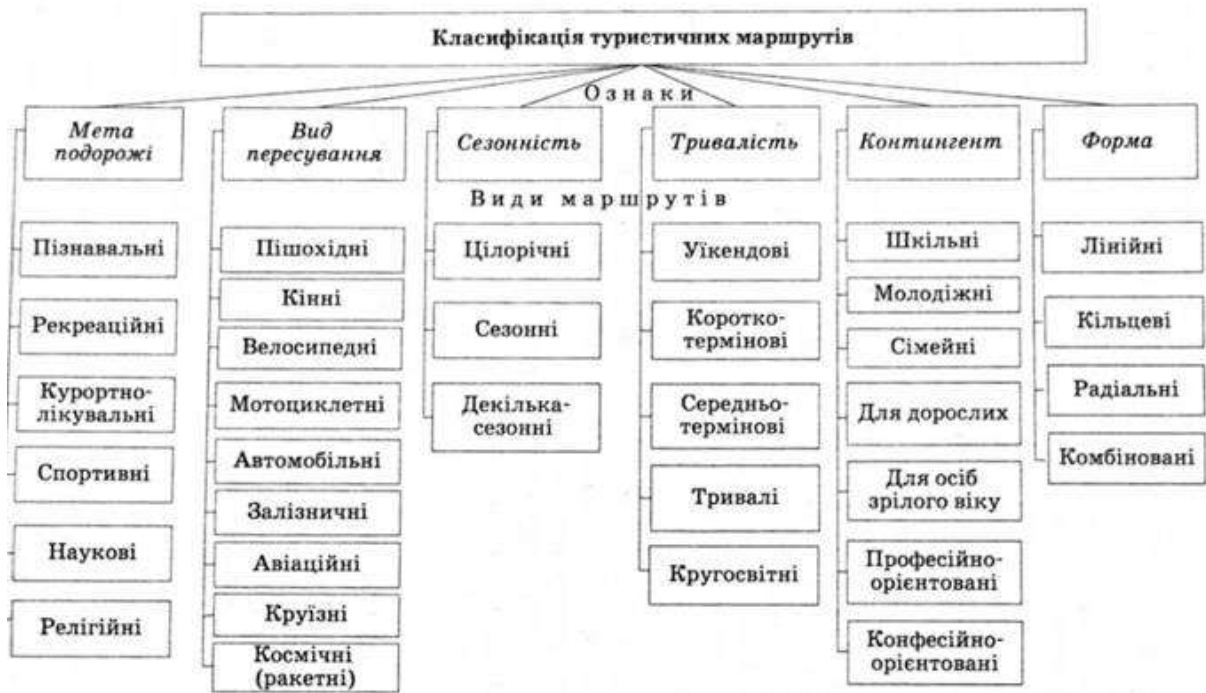 Класифікація туристичних маршрутів
Ознаки
Мета
подорожі
Вид
пересування
Сезонність
Тривалість
Контингент
Форма
Види маршрутів
Пізнавальні
Рекреаційні
Курортно-
лікувальні
Спортивні
Наукові
Релігійні
Пішохідні
Кінні
Велосипедні
Мотоциклетні
Автомобільні
Залізничні
Авіаційні
Круїзні
Космічні
(ракетні)
Цілорічні
Сезонні
Декілька-
сезонні
Уїкендові
Коротко-
термінові
Середньо-
термінові
Тривалі
Кругосвітні
Шкільні
Молодіжні
Сімейні
Для дорослих
Для осіб
зрілого віку
Професійно-
орієнтовані
Конфесійно-
орієнтовані
Лінійні
Кільцеві
Радіальні
Комбіновані